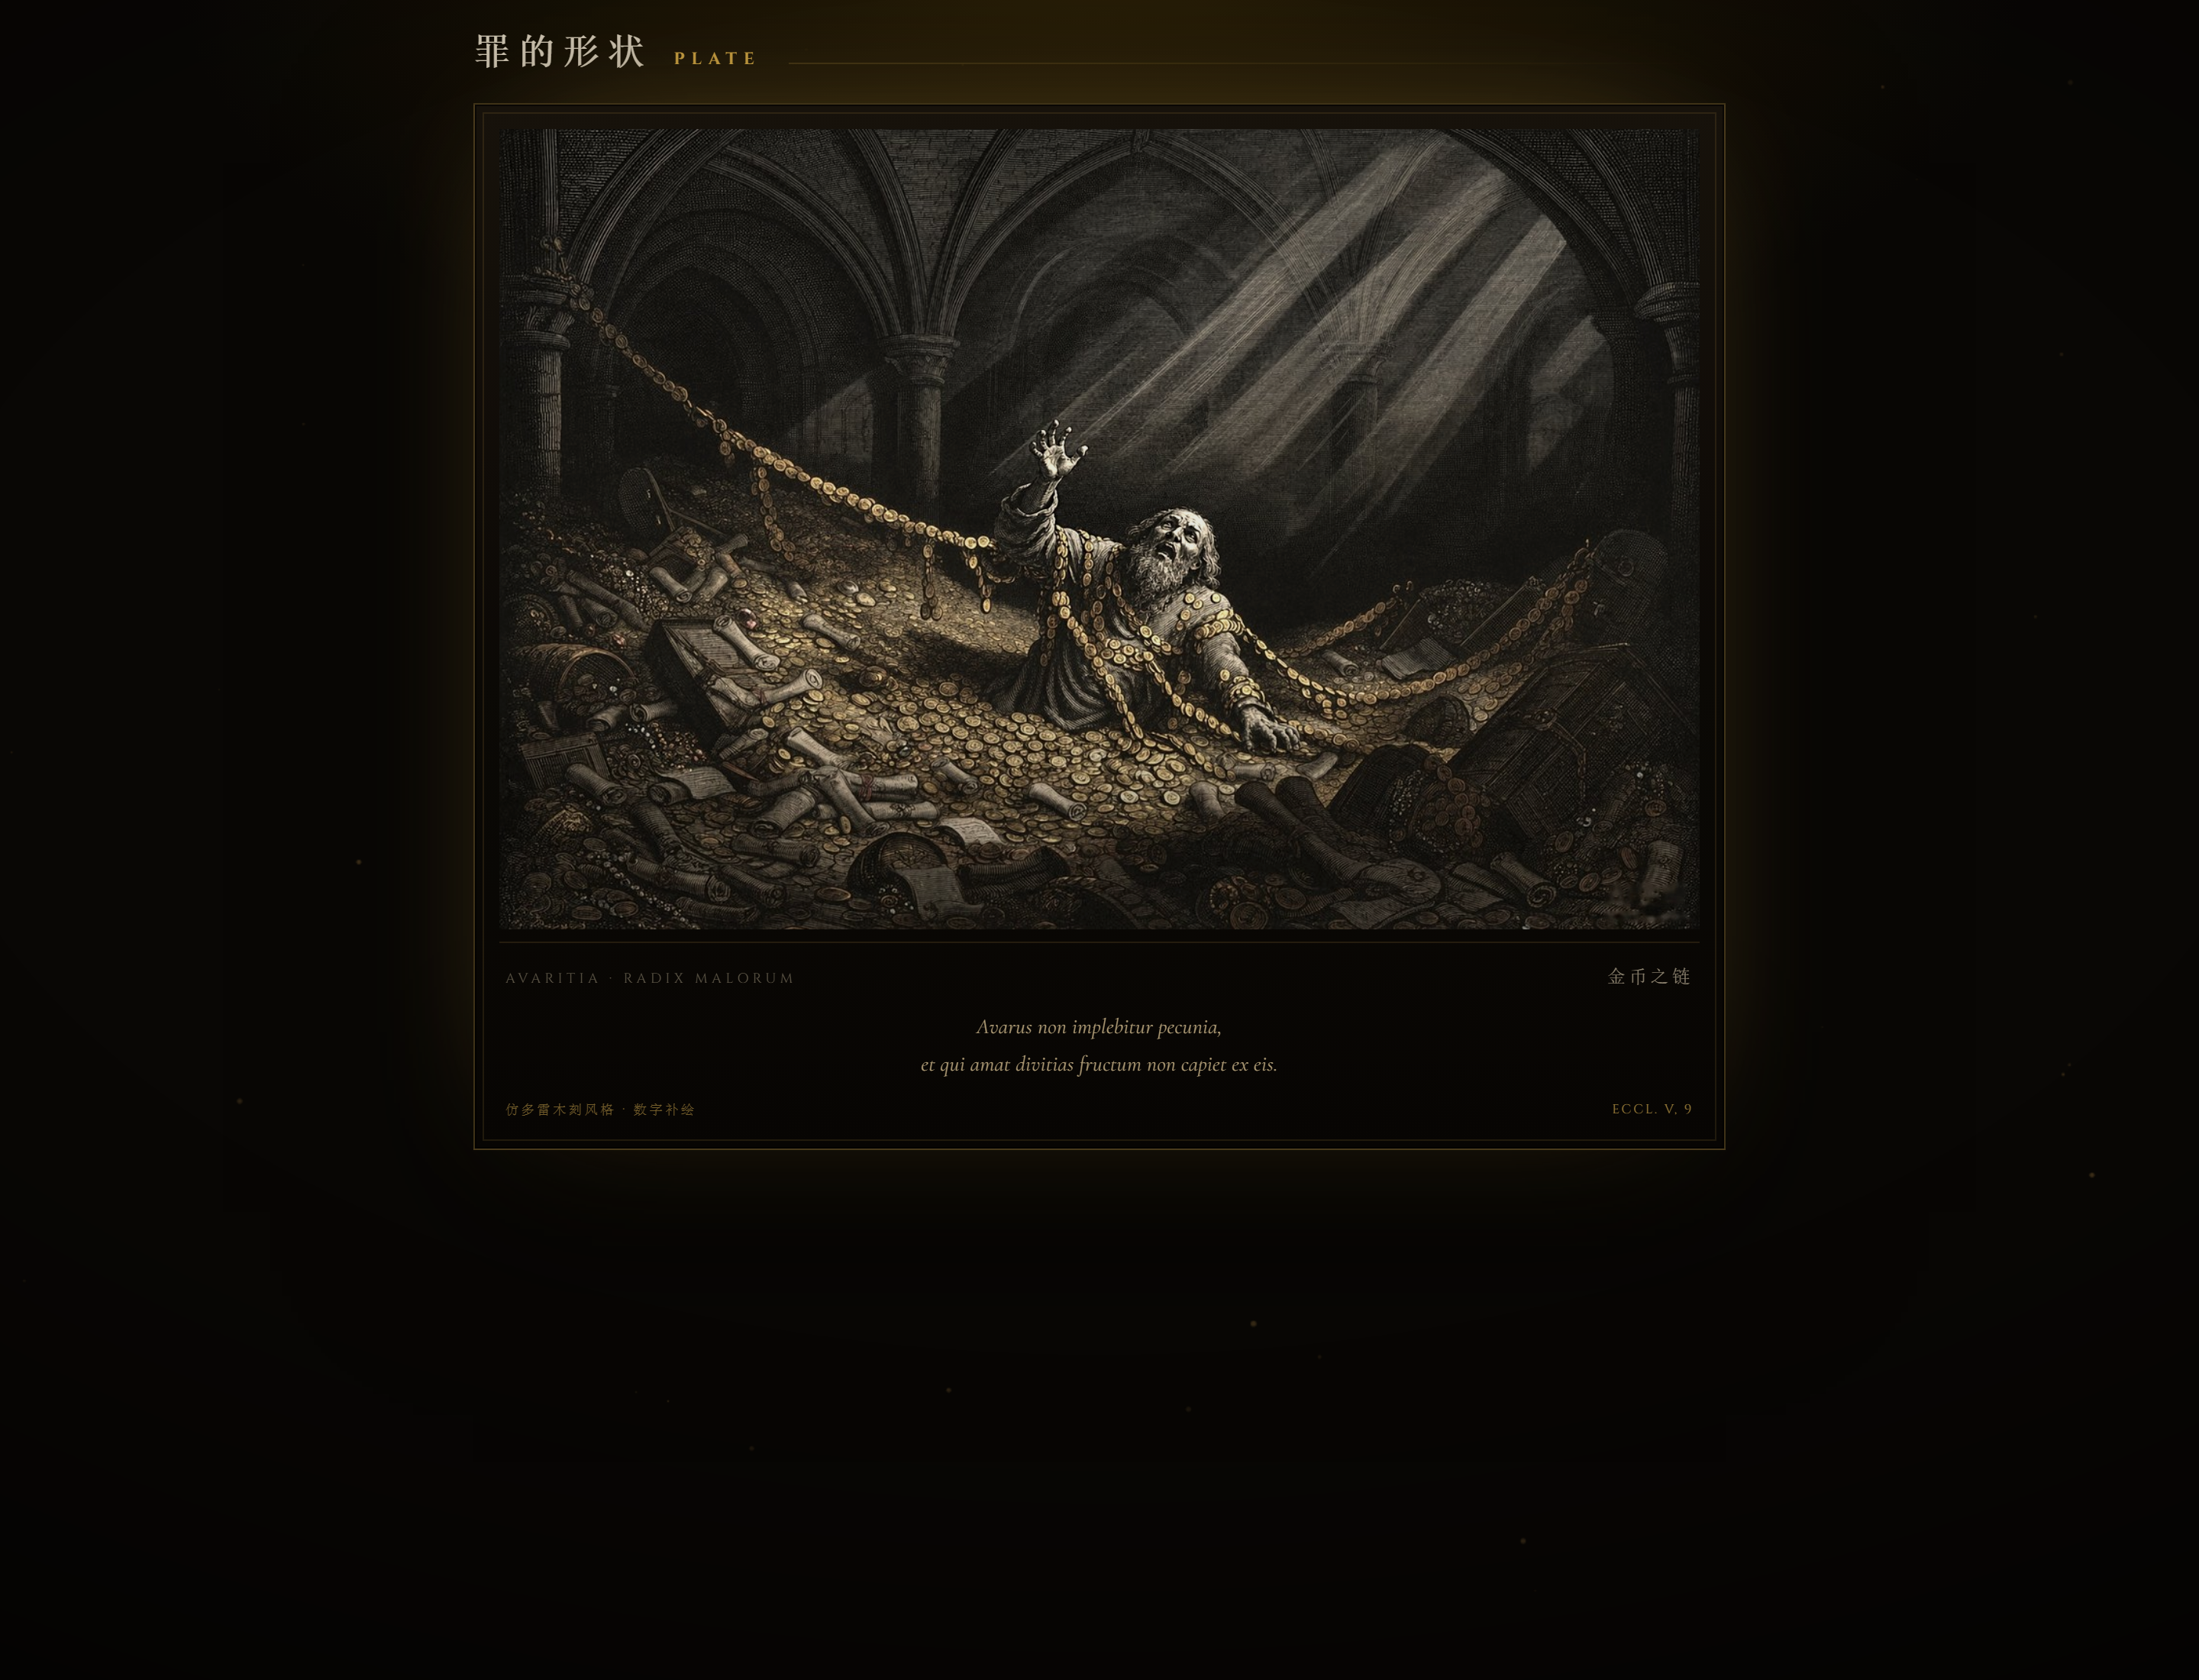 罪的形状 PLATE
AVARITIA · RADIX MALORUM
金币之链
Avarus non implebitur pecunia,
et qui amat divitias fructum non capiet ex eis.
仿多雷木刻风格 · 数字补绘
ECCL. V, 9